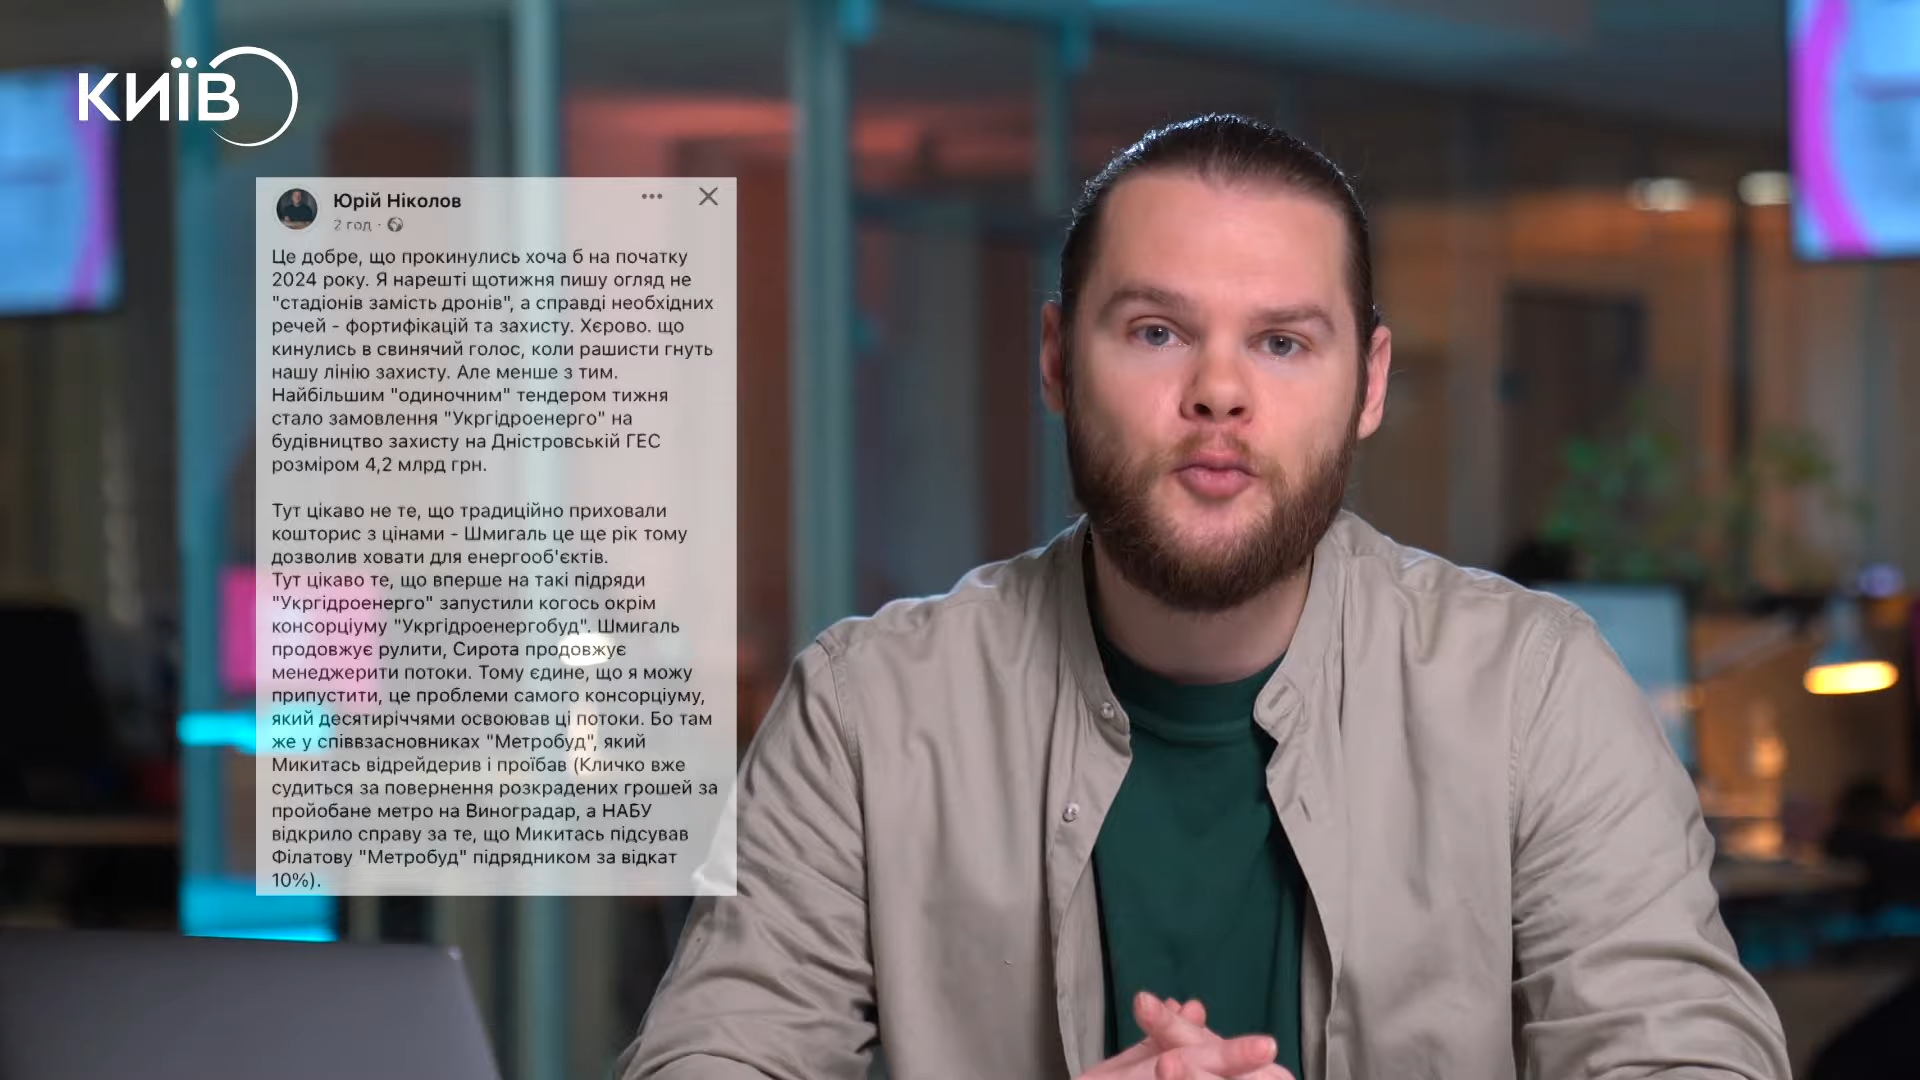 КИЇВ
Юрій Ніколов
2 год ·
Це добре, що прокинулись хоча б на початку
2024 року. Я нарешті щотижня пишу огляд не
"стадіонів замість дронів", а справді необхідних
речей - фортифікацій та захисту. Хєрово. що
кинулись в свинячий голос, коли рашисти гнуть
нашу лінію захисту. Але менше з тим.
Найбільшим "одиночним" тендером тижня
стало замовлення "Укргідроенерго" на
будівництво захисту на Дністровській ГЕС
розміром 4,2 млрд грн.
Тут цікаво не те, що традиційно приховали
кошторис з цінами - Шмигаль це ще рік тому
дозволив ховати для енергооб'єктів.
Тут цікаво те, що вперше на такі підряди
"Укргідроенерго" запустили когось окрім
консорціуму "Укргідроенергобуд". Шмигаль
продовжує рулити, Сирота продовжує
менеджерити потоки. Тому єдине, що я можу
припустити, це проблеми самого консорціуму,
який десятиріччями освоював ці потоки. Бо там
же у співвзасновниках "Метробуд", який
Микитась відрейдерив і проїбав (Кличко вже
судиться за повернення розкрадених грошей за
пройобане метро на Виноградар, а НАБУ
відкрило справу за те, що Микитась підсував
Філатову "Метробуд" підрядником за відкат
10%).